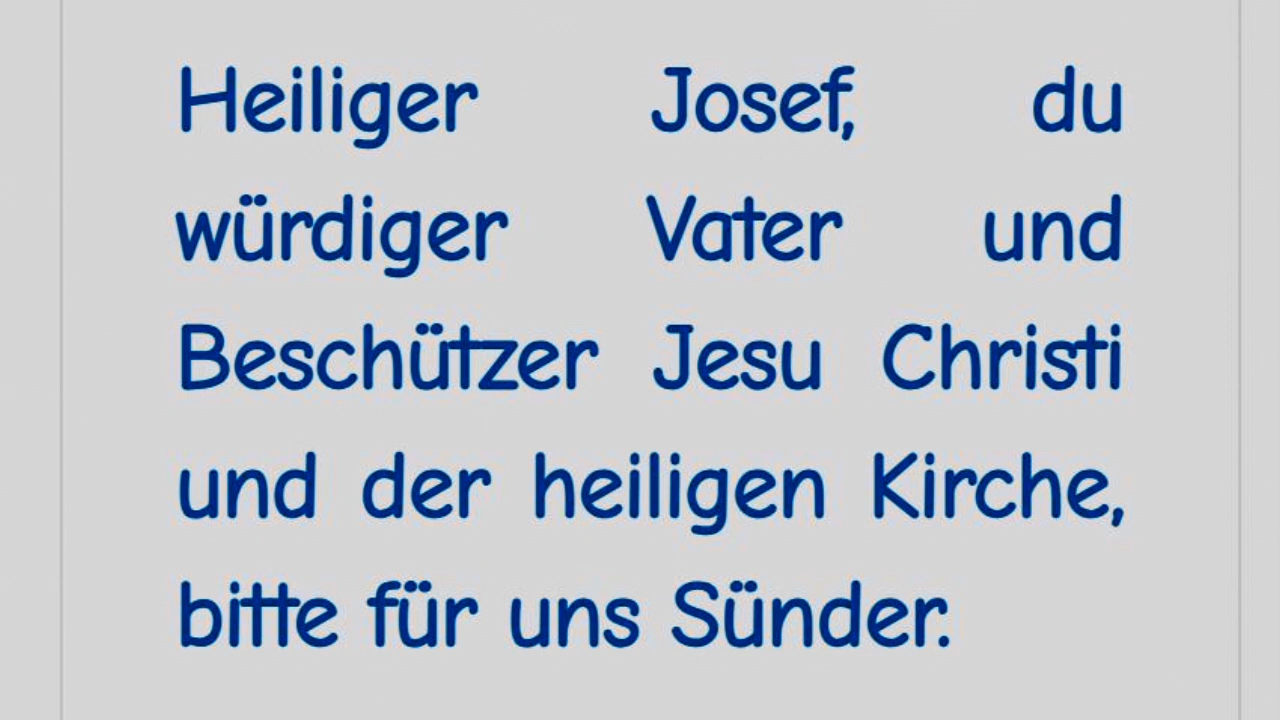 Heiliger Josef, du
würdiger Vater und
Beschützer Jesu Christi
und der heiligen Kirche,
bitte für uns Sünder.